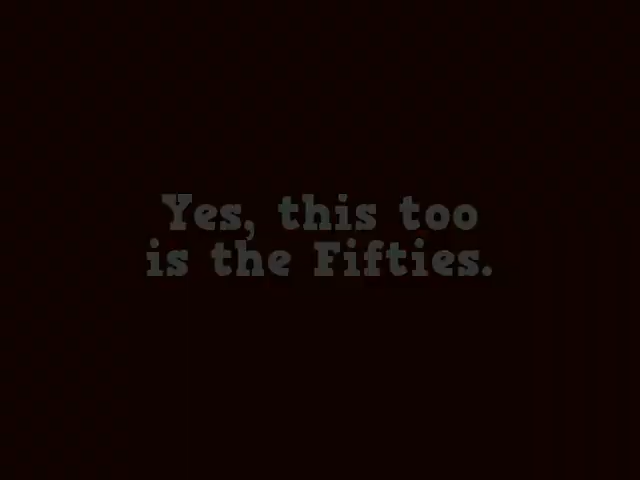 Yes, this too
is the Fifties.